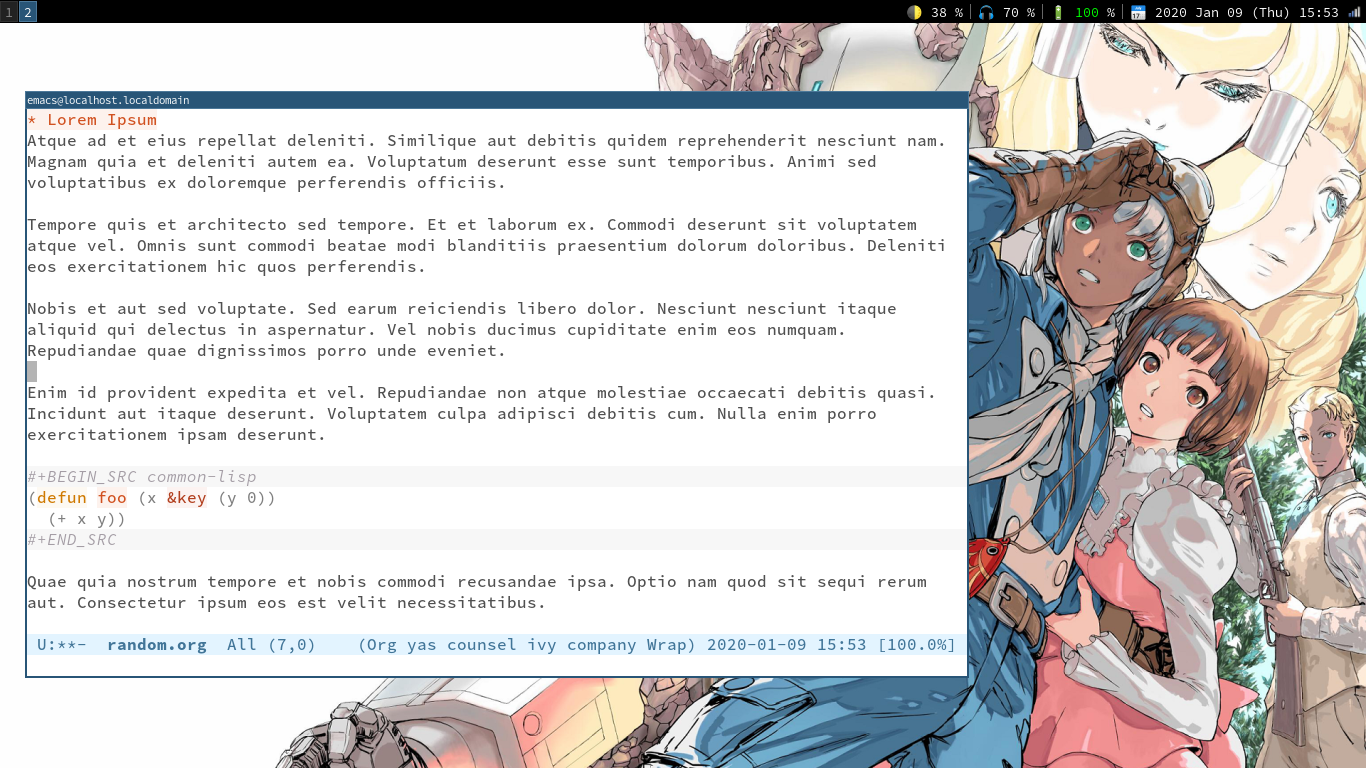 1 2 38 % 70 % 100 % 2020 Jan 09 (Thu) 15:53
emacs@localhost.localdomain
* Lorem Ipsum
Atque ad et eius repellat deleniti. Similique aut debitis quidem reprehenderit nesciunt nam.
Magnam quia et deleniti autem ea. Voluptatum deserunt esse sunt temporibus. Animi sed
voluptatibus ex doloremque perferendis officiis.
Tempore quis et architecto sed tempore. Et et laborum ex. Commodi deserunt sit voluptatem
atque vel. Omnis sunt commodi beatae modi blanditiis praesentium dolorum doloribus. Deleniti
eos exercitationem hic quos perferendis.
Nobis et aut sed voluptate. Sed earum reiciendis libero dolor. Nesciunt nesciunt itaque
aliquid qui delectus in aspernatur. Vel nobis ducimus cupiditate enim eos numquam.
Repudiandae quae dignissimos porro unde eveniet.
Enim id provident expedita et vel. Repudiandae non atque molestiae occaecati debitis quasi.
Incidunt aut itaque deserunt. Voluptatem culpa adipisci debitis cum. Nulla enim porro
exercitationem ipsam deserunt.
#+BEGIN_SRC common-lisp
(defun foo (x &key (y 0))
  (+ x y))
#+END_SRC
Quae quia nostrum tempore et nobis commodi recusandae ipsa. Optio nam quod sit sequi rerum
aut. Consectetur ipsum eos est velit necessitatibus.
U:**-  random.org  All (7,0)    (Org yas counsel ivy company Wrap) 2020-01-09 15:53 [100.0%]